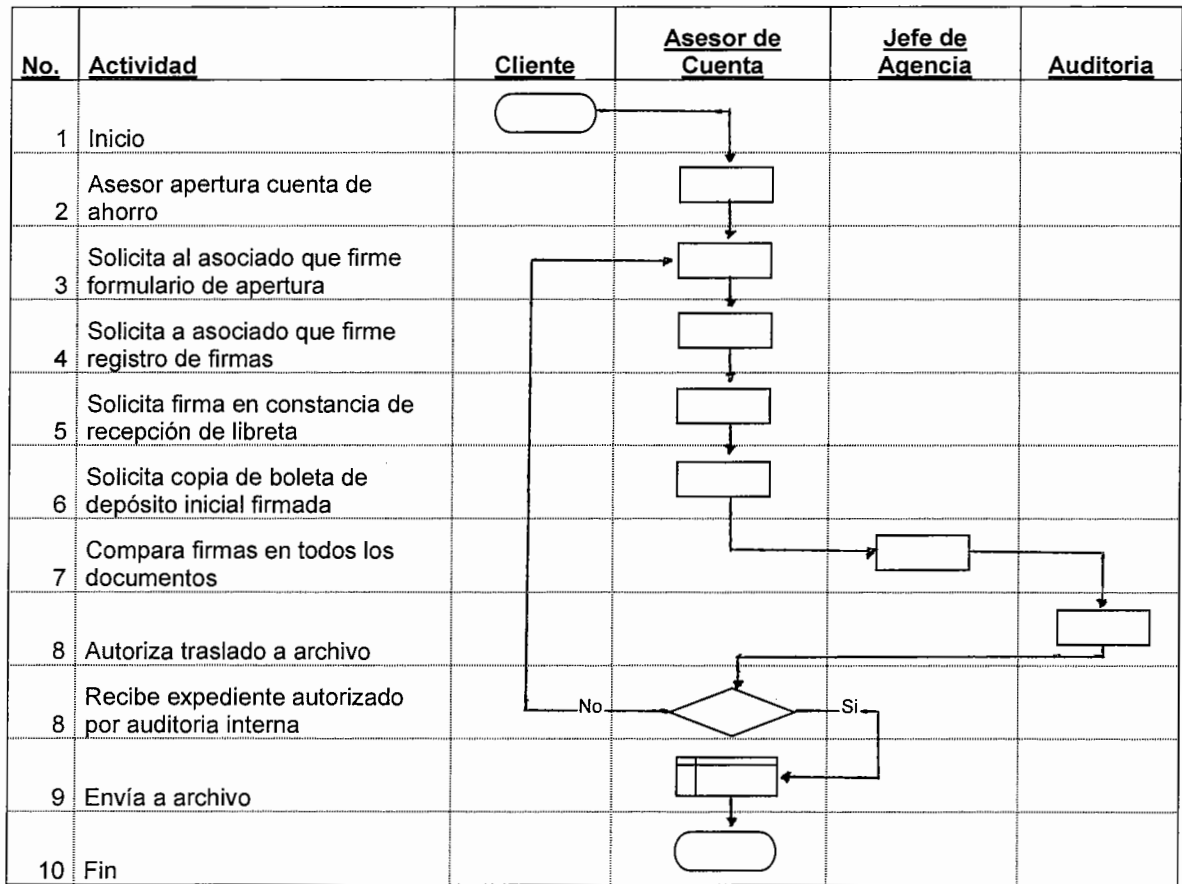 No. Actividad Cliente Asesor de Cuenta Jefe de Agencia Auditoria
1 Inicio
Asesor apertura cuenta de
2 ahorro
Solicita al asociado que firme
3 formulario de apertura
Solicita a asociado que firme
4 registro de firmas
Solicita firma en constancia de
5 recepción de libreta
Solicita copia de boleta de
6 depósito inicial firmada
Compara firmas en todos los
7 documentos
8 Autoriza traslado a archivo
Recibe expediente autorizado
8 por auditoria interna
No Si
9 Envía a archivo
10 Fin